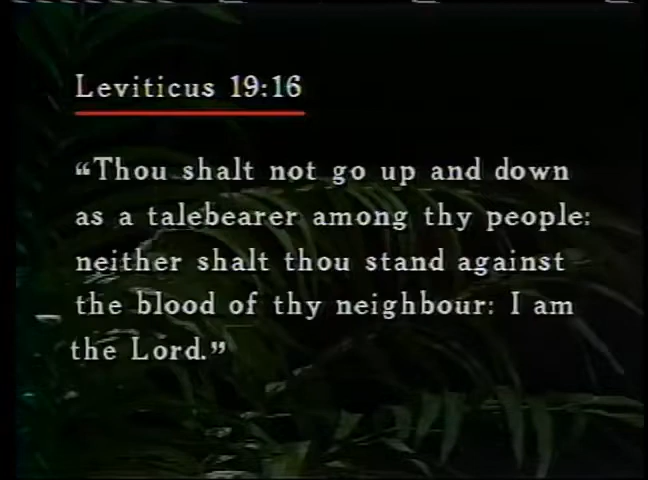 Leviticus 19:16
“Thou shalt not go up and down
as a talebearer among thy people:
neither shalt thou stand against
the blood of thy neighbour: I am
the Lord.”